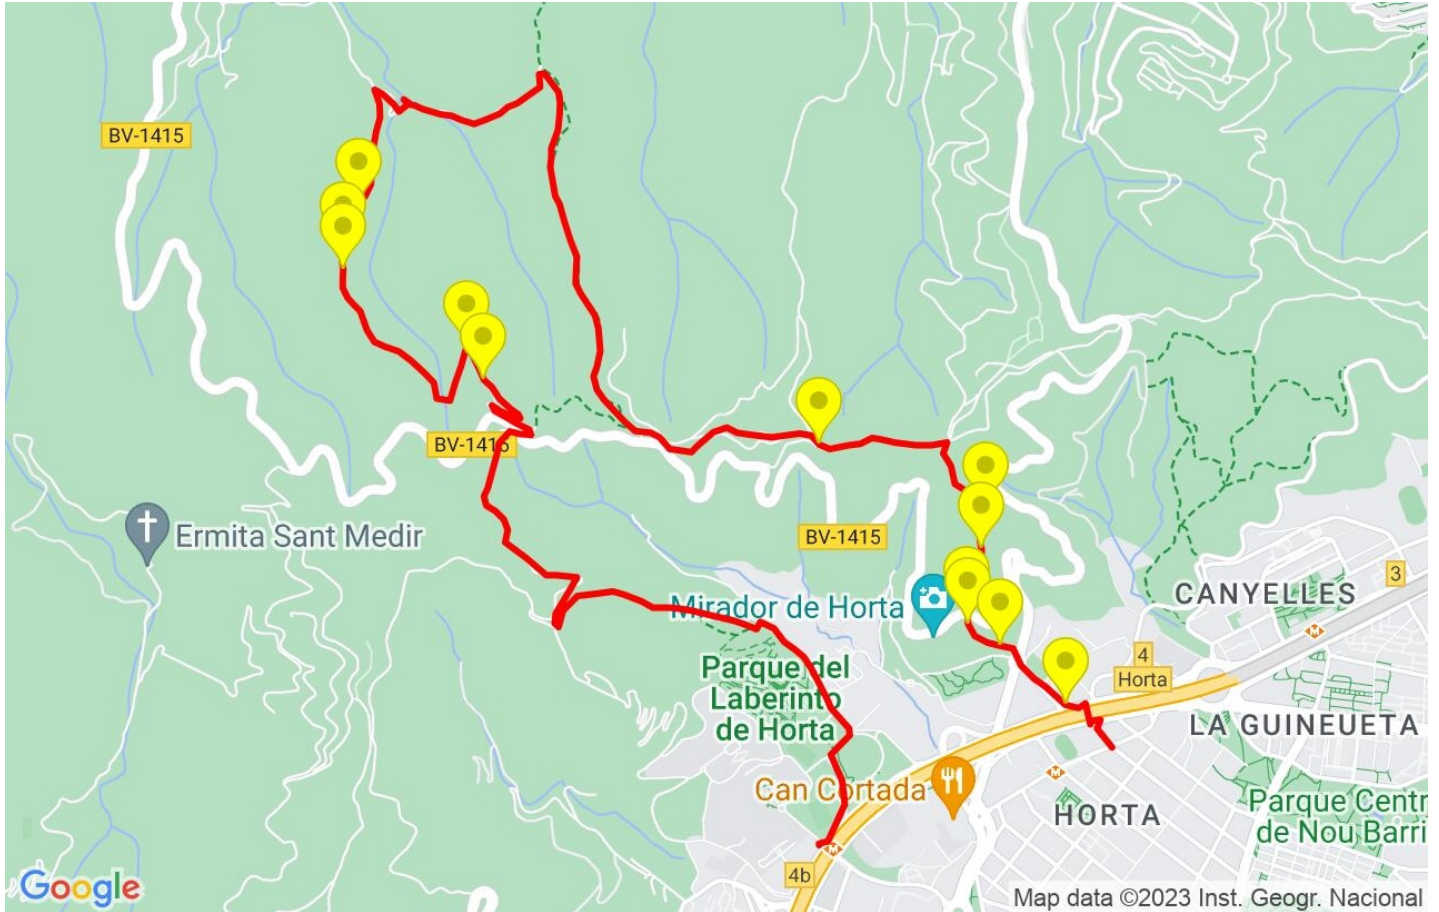 BV-1415
BV-1416
Ermita Sant Medir
BV-1415
3
CANYELLES
Mirador de Horta
4
Horta
Parque del
Laberinto
de Horta
LA GUINEUETA
M
M
Can Cortada
HORTA
Parque Centr
de Nou Barri
M
4b
Google
Map data ©2023 Inst. Geogr. Nacional